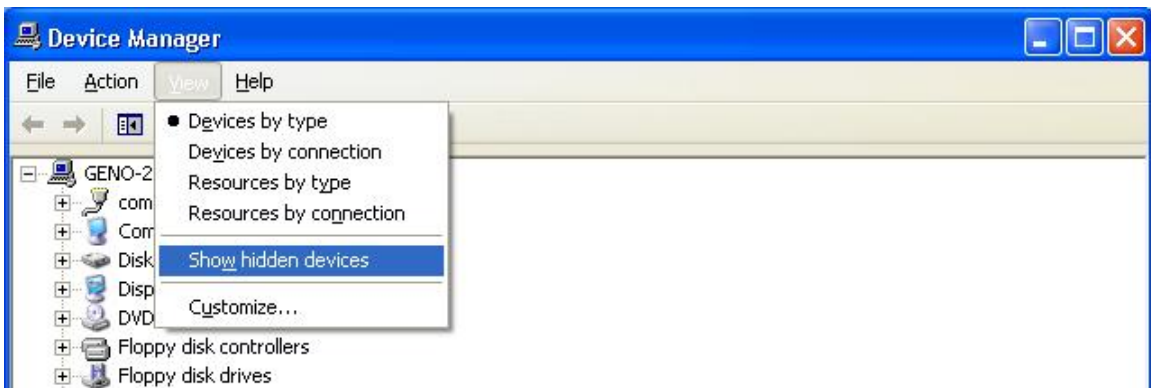 Device Manager
File Action View Help
Devices by type
Devices by connection
Resources by type
Resources by connection
Show hidden devices
Customize...
GENO-2
com
Com
Disk
Disp
DVD
Floppy disk controllers
Floppy disk drives